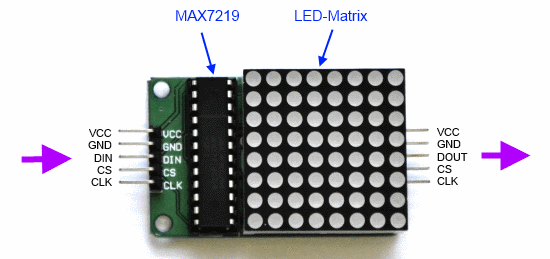 MAX7219
LED-Matrix
VCC
GND
DIN
CS
CLK
VCC
GND
DIN
CS
CLK
VCC
GND
DOUT
CS
CLK